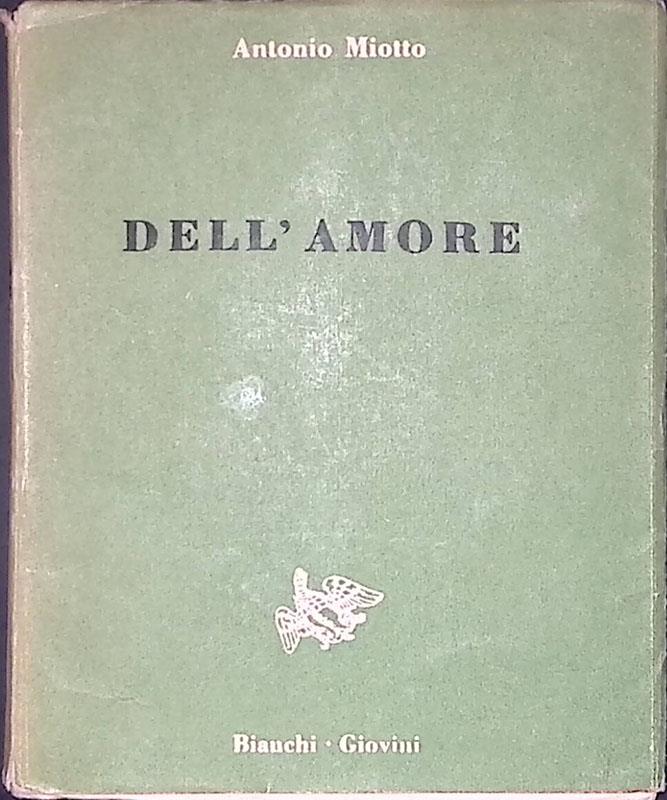 Antonio Miotto
DELL' AMORE
Bianchi · Giovini